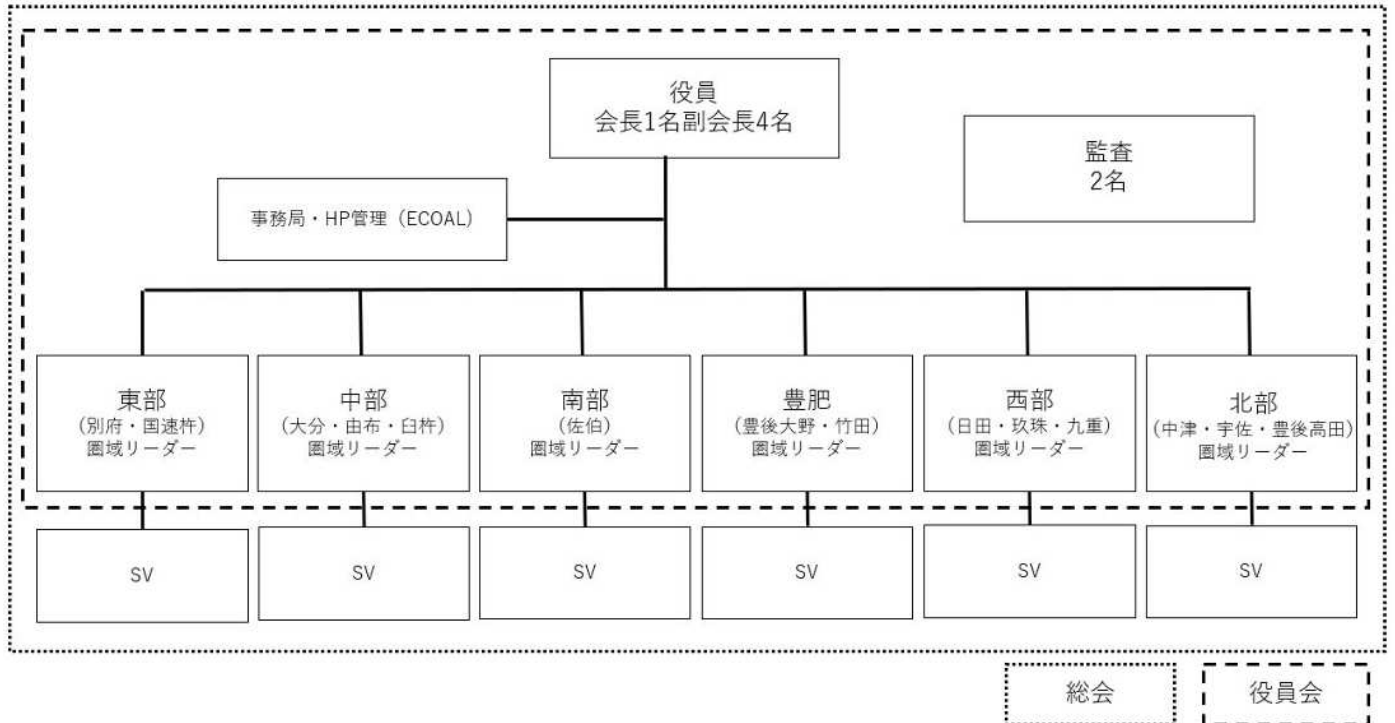 役員
会長1名副会長4名
監査
2名
事務局・HP管理（ECOAL）
東部
（別府・国速杵）
圏域リーダー
中部
（大分・由布・臼杵）
圏域リーダー
南部
（佐伯）
圏域リーダー
豊肥
（豊後大野・竹田）
圏域リーダー
西部
（日田・玖珠・九重）
圏域リーダー
北部
（中津・宇佐・豊後高田）
圏域リーダー
SV
SV
SV
SV
SV
SV
総会
役員会